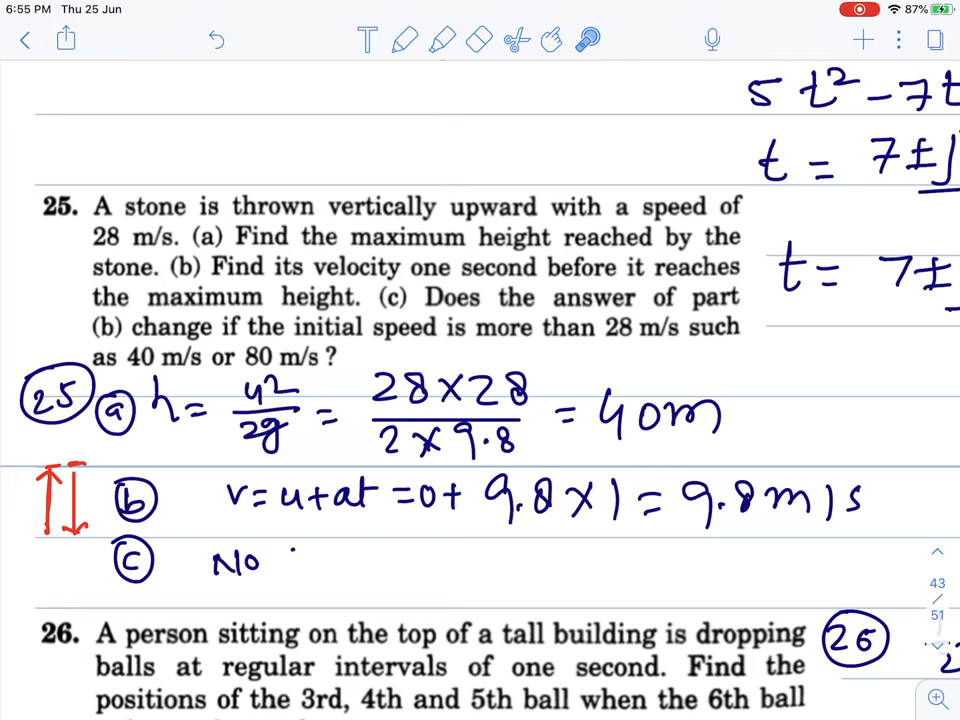 6:55 PM Thu 25 Jun
87%
5t² – 7t
t = 7±
25. A stone is thrown vertically upward with a speed of
28 m/s. (a) Find the maximum height reached by the
stone. (b) Find its velocity one second before it reaches
the maximum height. (c) Does the answer of part
(b) change if the initial speed is more than 28 m/s such
as 40 m/s or 80 m/s ?
t = 7±
25 a h = u²/2g = 28×28/2×9.8 = 40m
b v = u+at = 0+ 9.8×1 = 9.8m/s
c No
43
/
51
26. A person sitting on the top of a tall building is dropping
balls at regular intervals of one second. Find the
positions of the 3rd, 4th and 5th ball when the 6th ball
26